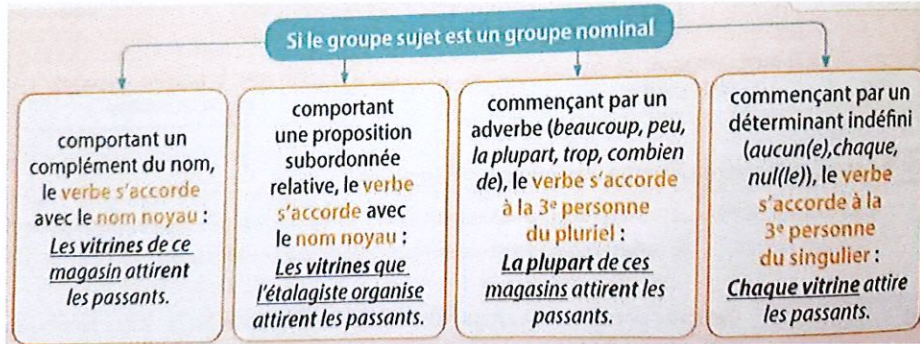 Si le groupe sujet est un groupe nominal
comportant un
complément du nom,
le verbe s'accorde
avec le nom noyau :
Les vitrines de ce
magasin attirent
les passants.
comportant
une proposition
subordonnée
relative, le verbe
s'accorde avec
le nom noyau :
Les vitrines que
l'étalagiste organise
attirent les passants.
commençant par un
adverbe (beaucoup, peu,
la plupart, trop, combien
de), le verbe s'accorde
à la 3e personne
du pluriel :
La plupart de ces
magasins attirent les
passants.
commençant par un
déterminant indéfini
(aucun(e),chaque,
nul(le)), le verbe
s'accorde à la
3e personne
du singulier :
Chaque vitrine attire
les passants.